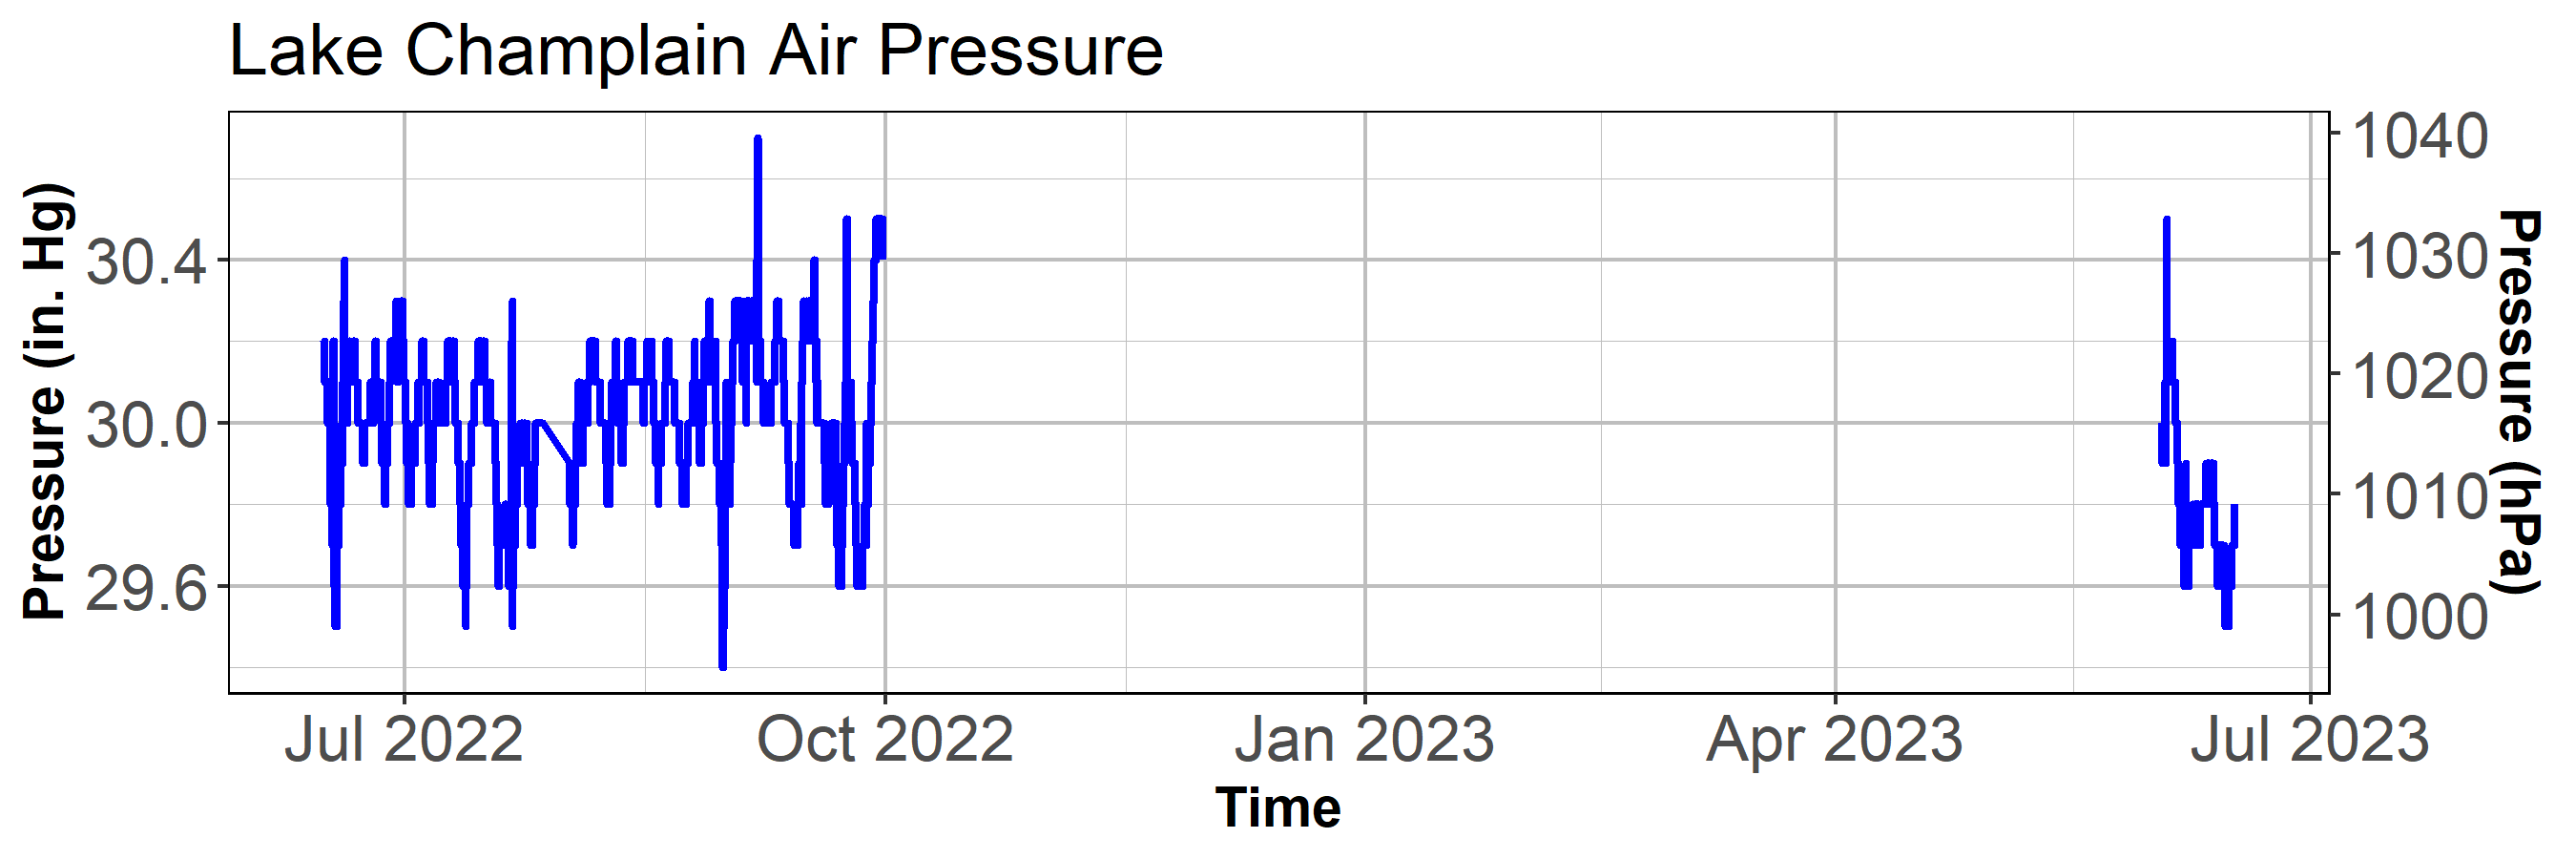 Lake Champlain Air Pressure
Pressure (in. Hg)
30.4
30.0
29.6
1040
1030
1020
1010
1000
Pressure (hPa)
Jul 2022
Oct 2022
Jan 2023
Apr 2023
Jul 2023
Time